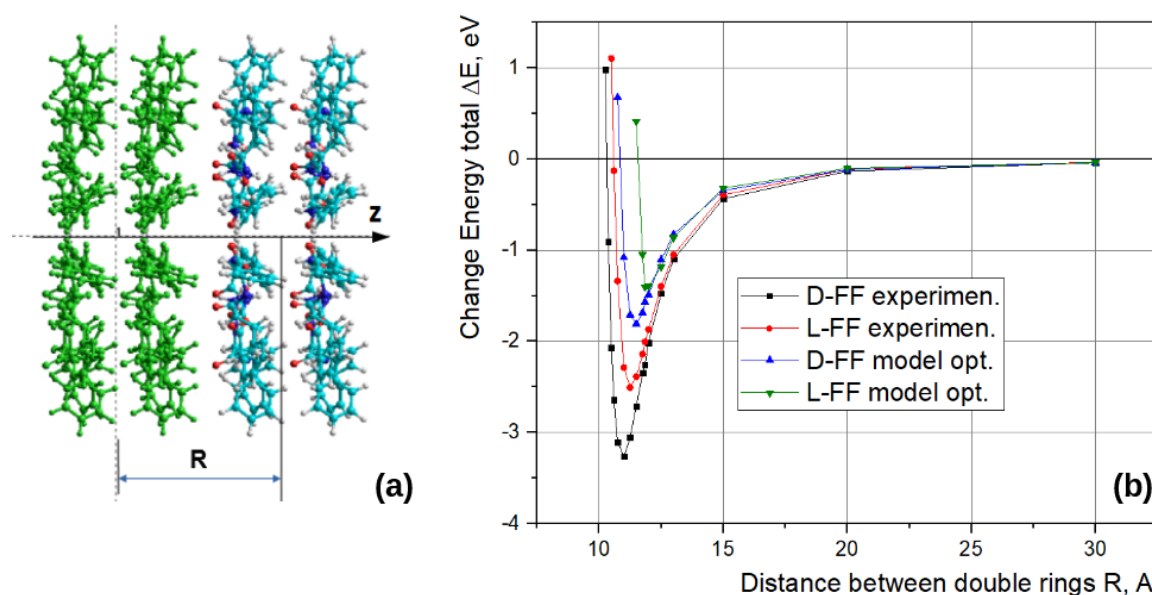 z
R
(a)
Change Energy total ΔE, eV
1
0
-1
-2
-3
-4
D-FF experimen.
L-FF experimen.
D-FF model opt.
L-FF model opt.
(b)
10 15 20 25 30
Distance between double rings R, A